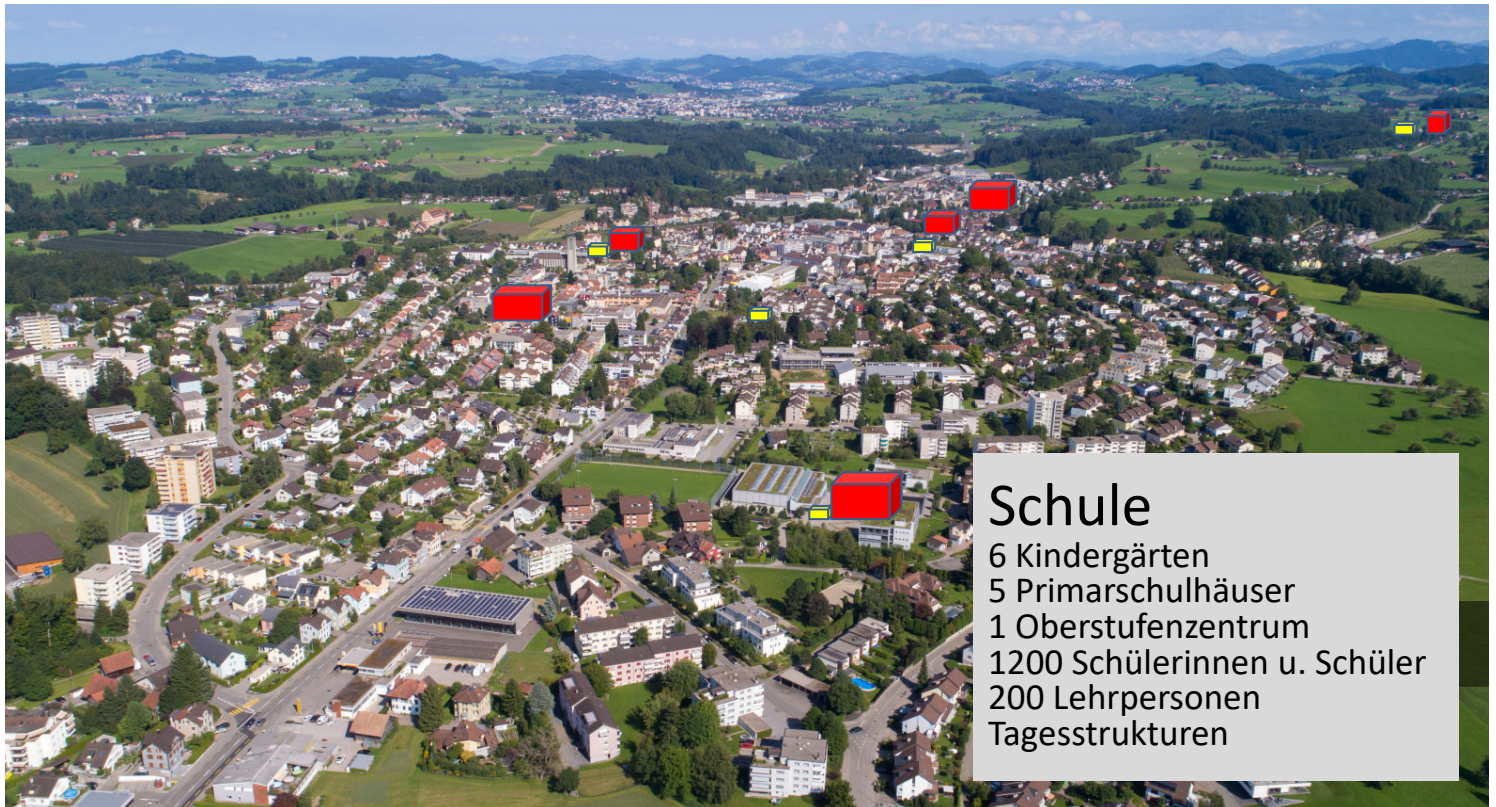 Schule
6 Kindergärten
5 Primarschulhäuser
1 Oberstufenzentrum
1200 Schülerinnen u. Schüler
200 Lehrpersonen
Tagesstrukturen